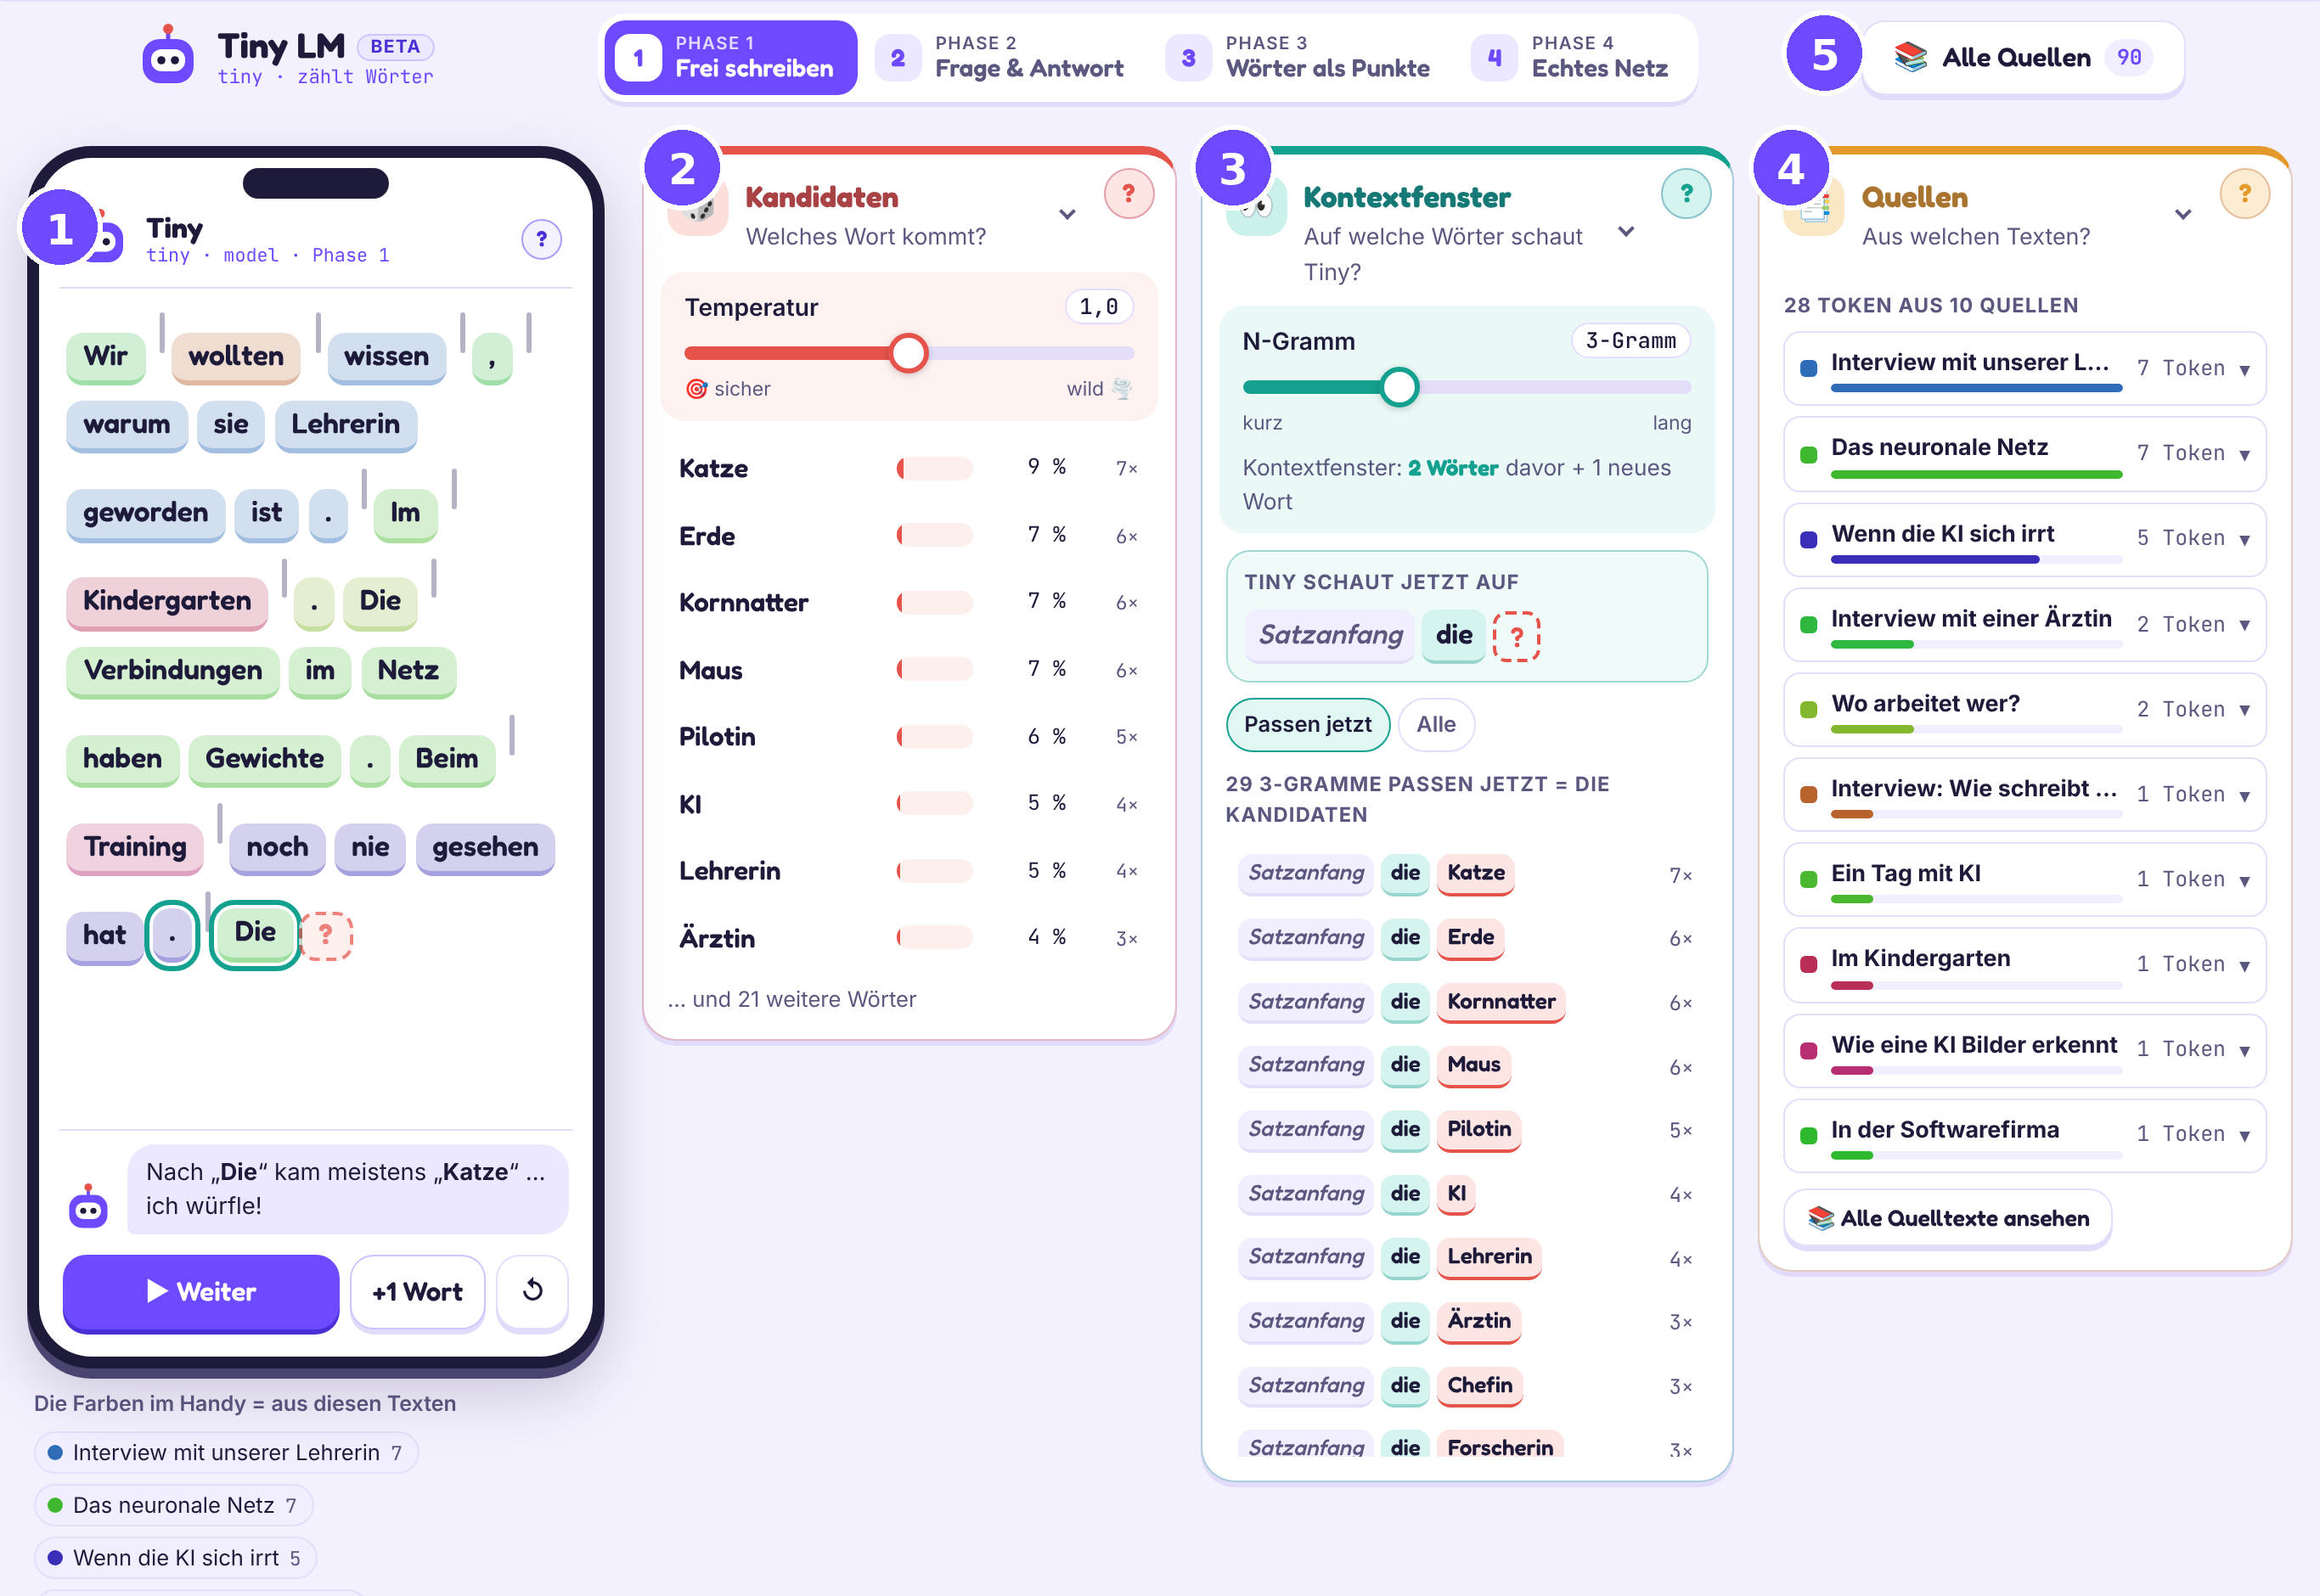 Tiny LM BETA
tiny · zählt Wörter
1 PHASE 1
Frei schreiben
2 PHASE 2
Frage & Antwort
3 PHASE 3
Wörter als Punkte
4 PHASE 4
Echtes Netz
5
📚 Alle Quellen 90
1
Tiny
tiny · model · Phase 1
?
Wir wollten wissen ,
warum sie Lehrerin
geworden ist . Im
Kindergarten . Die
Verbindungen im Netz
haben Gewichte . Beim
Training noch nie gesehen
hat . Die ?
Nach „Die“ kam meistens „Katze“ …
ich würfle!
▶ Weiter +1 Wort ↺
Die Farben im Handy = aus diesen Texten
Interview mit unserer Lehrerin 7
Das neuronale Netz 7
Wenn die KI sich irrt 5
2
Kandidaten
Welches Wort kommt?
?
Temperatur 1,0
🎯 sicher wild 🌪️
Katze 9 % 7×
Erde 7 % 6×
Kornnatter 7 % 6×
Maus 7 % 6×
Pilotin 6 % 5×
KI 5 % 4×
Lehrerin 5 % 4×
Ärztin 4 % 3×
… und 21 weitere Wörter
3
Kontextfenster
Auf welche Wörter schaut
Tiny?
?
N-Gramm 3-Gramm
kurz lang
Kontextfenster: 2 Wörter davor + 1 neues
Wort
TINY SCHAUT JETZT AUF
Satzanfang die ?
Passen jetzt Alle
29 3-GRAMME PASSEN JETZT = DIE
KANDIDATEN
Satzanfang die Katze 7×
Satzanfang die Erde 6×
Satzanfang die Kornnatter 6×
Satzanfang die Maus 6×
Satzanfang die Pilotin 5×
Satzanfang die KI 4×
Satzanfang die Lehrerin 4×
Satzanfang die Ärztin 3×
Satzanfang die Chefin 3×
Satzanfang die Forscherin 3×
4
Quellen
Aus welchen Texten?
?
28 TOKEN AUS 10 QUELLEN
Interview mit unserer L… 7 Token ▼
Das neuronale Netz 7 Token ▼
Wenn die KI sich irrt 5 Token ▼
Interview mit einer Ärztin 2 Token ▼
Wo arbeitet wer? 2 Token ▼
Interview: Wie schreibt … 1 Token ▼
Ein Tag mit KI 1 Token ▼
Im Kindergarten 1 Token ▼
Wie eine KI Bilder erkennt 1 Token ▼
In der Softwarefirma 1 Token ▼
📚 Alle Quelltexte ansehen